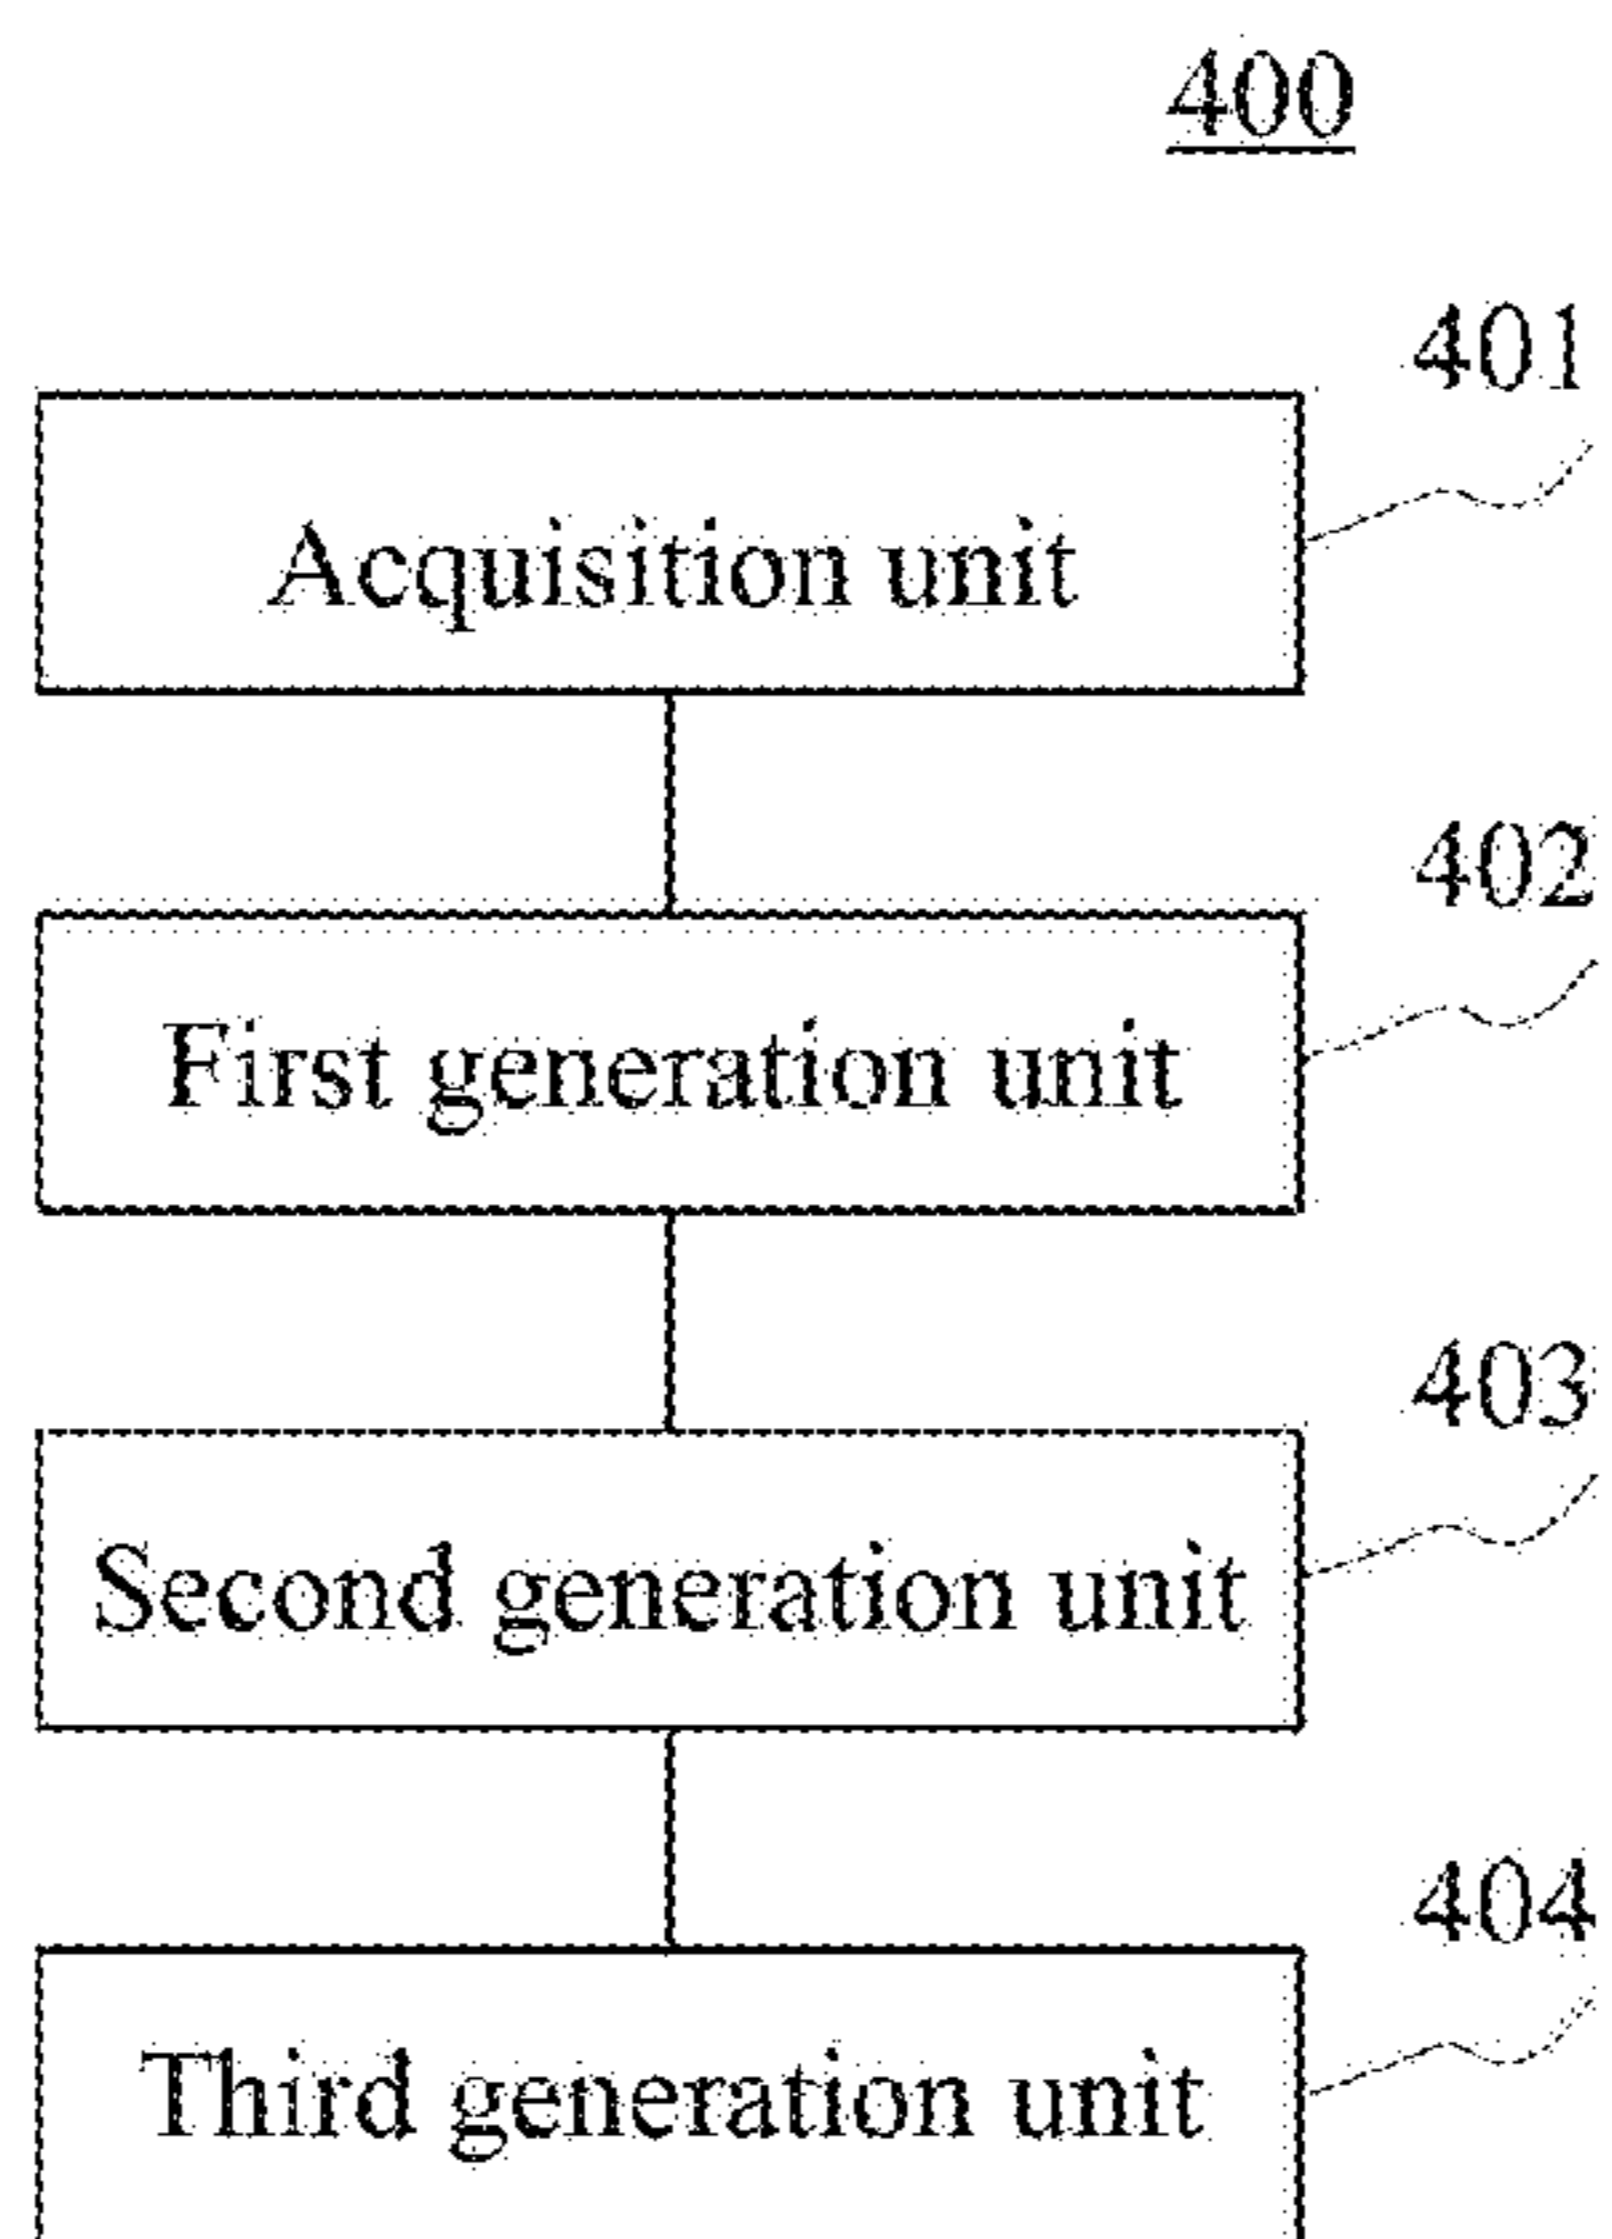 400
401
Acquisition unit
402
First generation unit
403
Second generation unit
404
Third generation unit